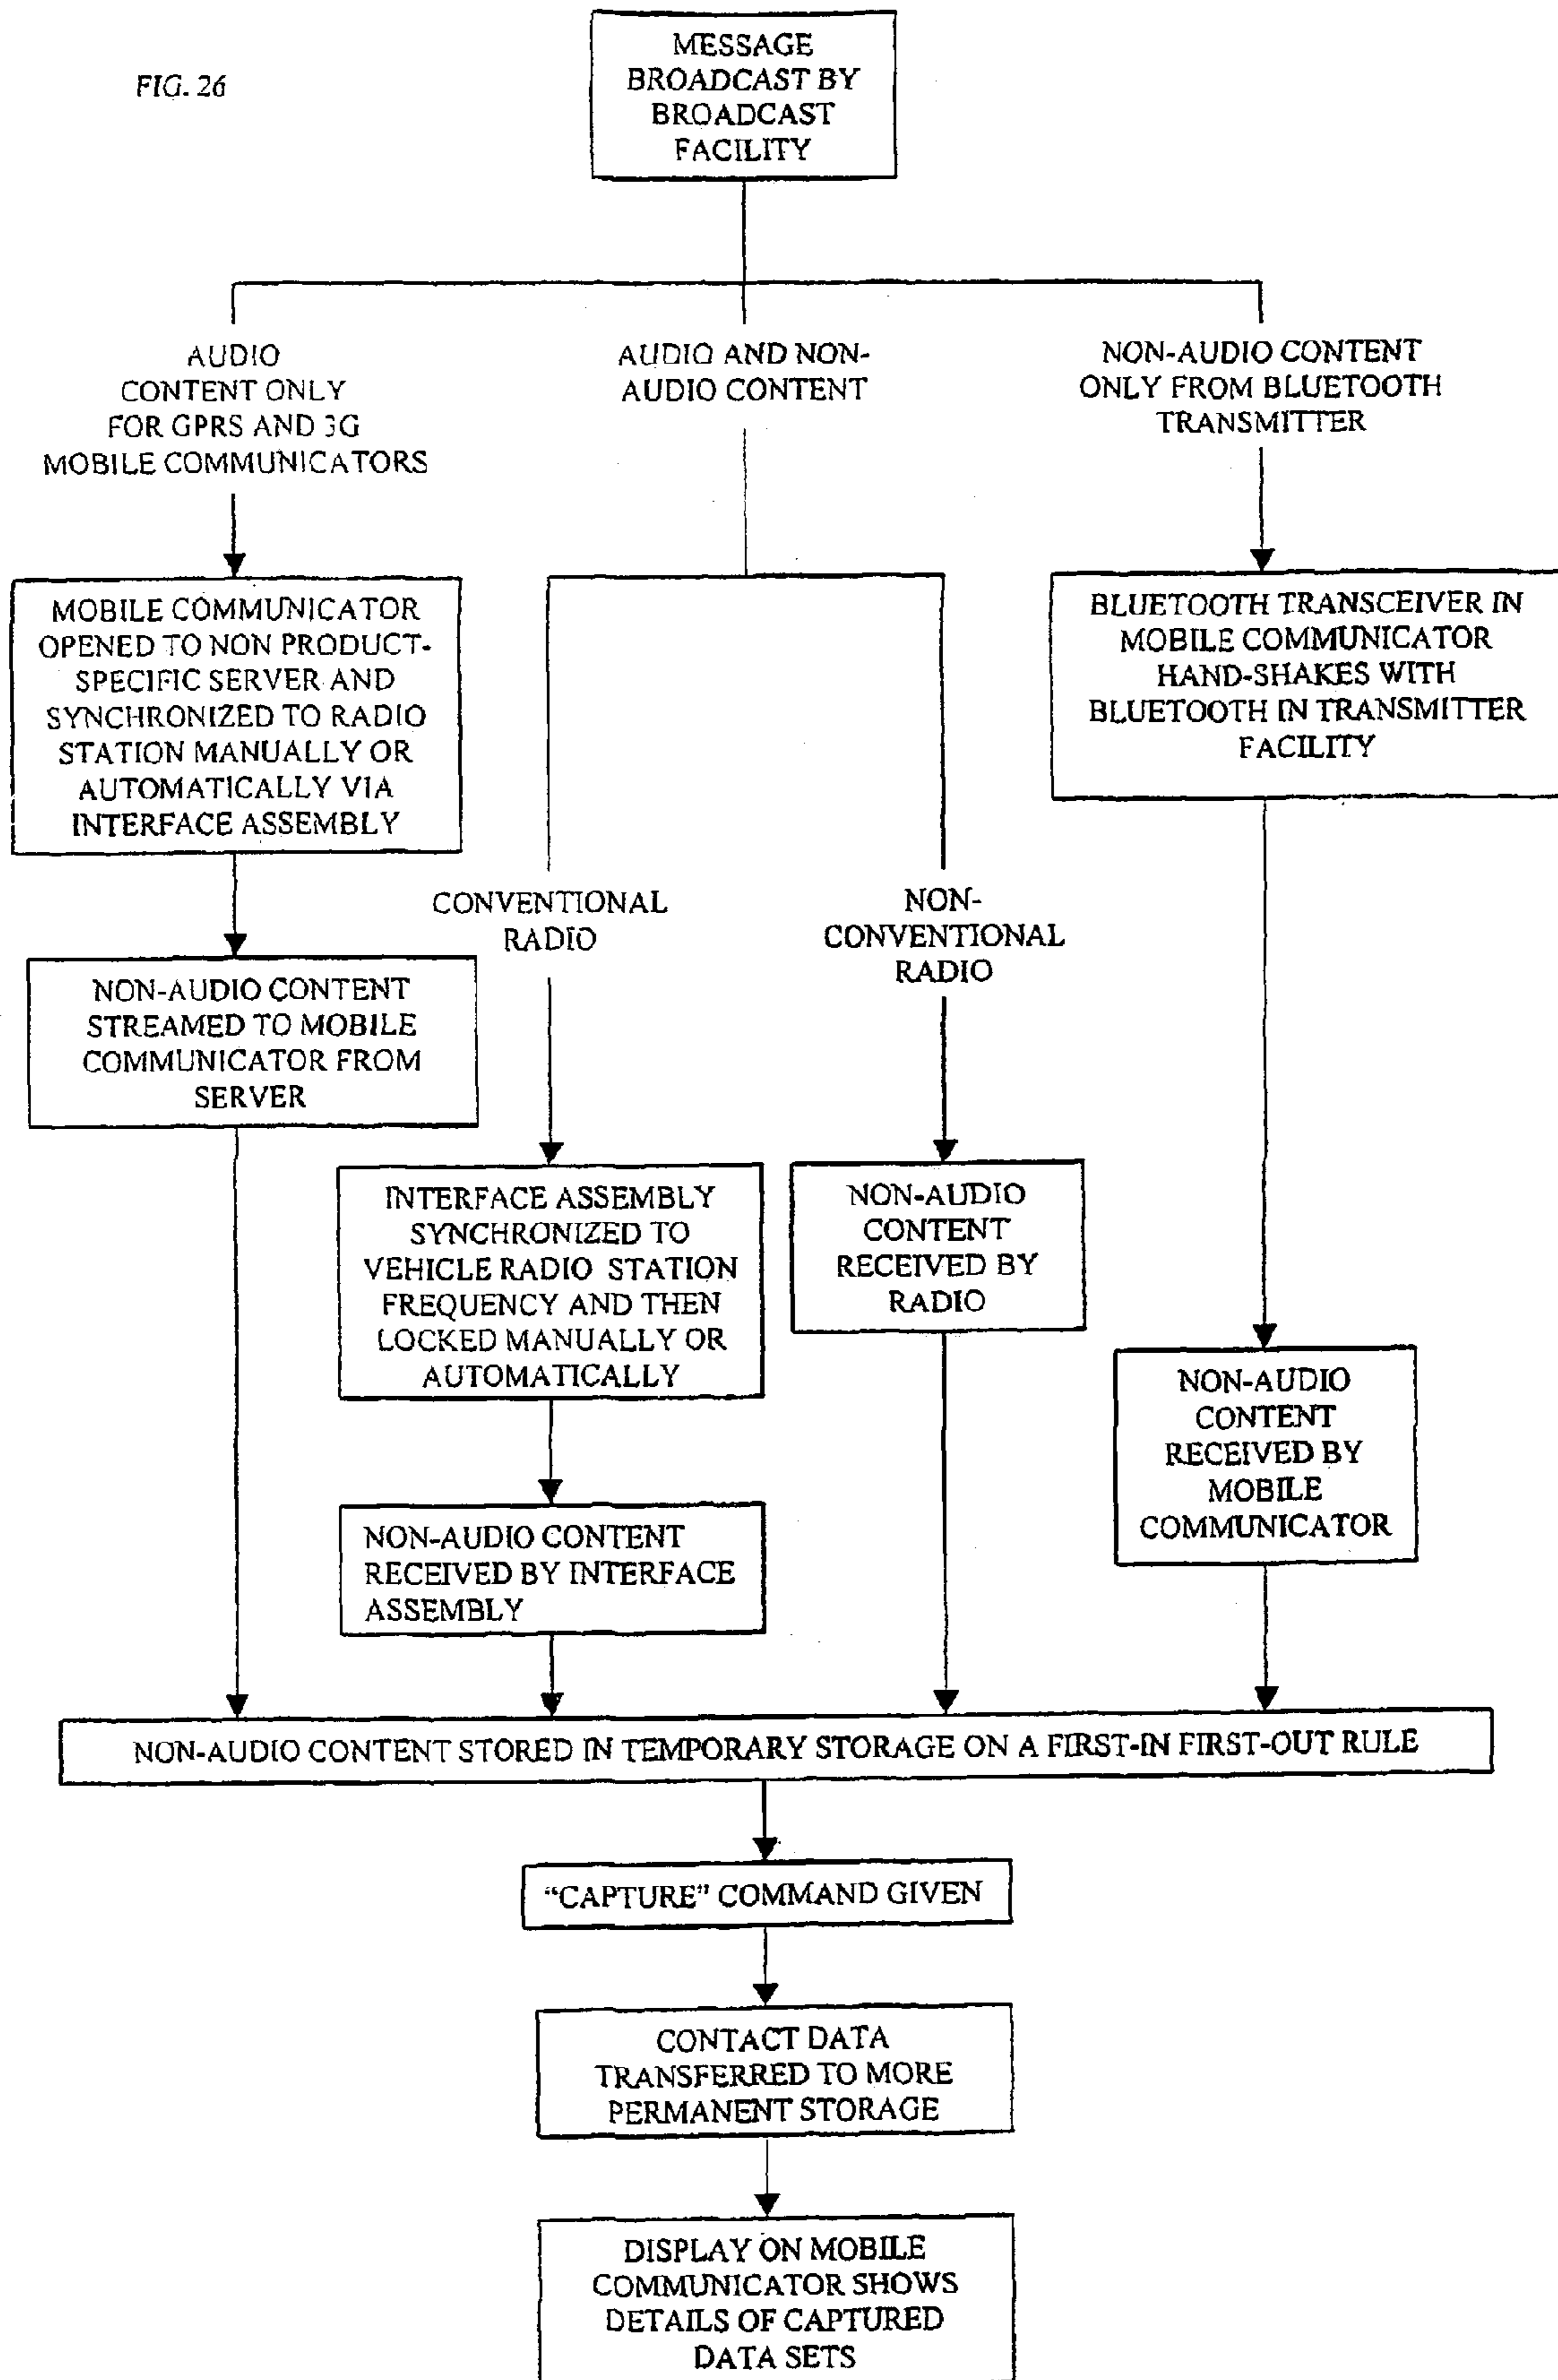 FIG. 26
MESSAGE
BROADCAST BY
BROADCAST
FACILITY
AUDIO
CONTENT ONLY
FOR GPRS AND 3G
MOBILE COMMUNICATORS
AUDIO AND NON-
AUDIO CONTENT
NON-AUDIO CONTENT
ONLY FROM BLUETOOTH
TRANSMITTER
MOBILE COMMUNICATOR
OPENED TO NON PRODUCT-
SPECIFIC SERVER AND
SYNCHRONIZED TO RADIO
STATION MANUALLY OR
AUTOMATICALLY VIA
INTERFACE ASSEMBLY
BLUETOOTH TRANSCEIVER IN
MOBILE COMMUNICATOR
HAND-SHAKES WITH
BLUETOOTH IN TRANSMITTER
FACILITY
CONVENTIONAL
RADIO
NON-
CONVENTIONAL
RADIO
NON-AUDIO CONTENT
STREAMED TO MOBILE
COMMUNICATOR FROM
SERVER
INTERFACE ASSEMBLY
SYNCHRONIZED TO
VEHICLE RADIO STATION
FREQUENCY AND THEN
LOCKED MANUALLY OR
AUTOMATICALLY
NON-AUDIO
CONTENT
RECEIVED BY
RADIO
NON-AUDIO
CONTENT
RECEIVED BY
MOBILE
COMMUNICATOR
NON-AUDIO CONTENT
RECEIVED BY INTERFACE
ASSEMBLY
NON-AUDIO CONTENT STORED IN TEMPORARY STORAGE ON A FIRST-IN FIRST-OUT RULE
“CAPTURE” COMMAND GIVEN
CONTACT DATA
TRANSFERRED TO MORE
PERMANENT STORAGE
DISPLAY ON MOBILE
COMMUNICATOR SHOWS
DETAILS OF CAPTURED
DATA SETS